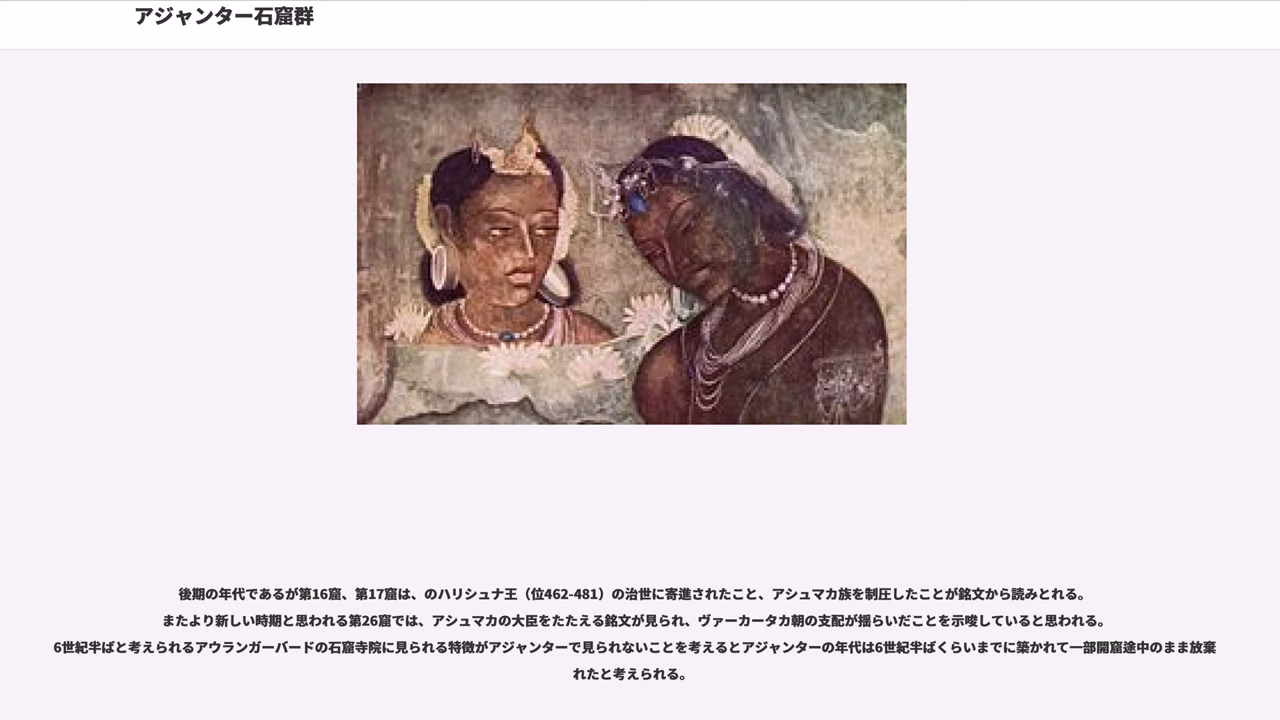 アジャンター石窟群
後期の年代であるが第16窟、第17窟は、のハリシュナ王（位462-481）の治世に寄進されたこと、アシュマカ族を制圧したことが銘文から読みとれる。
またより新しい時期と思われる第26窟では、アシュマカの大臣をたたえる銘文が見られ、ヴァーカータカ朝の支配が揺らいだことを示唆していると思われる。
6世紀半ばと考えられるアウランガーバードの石窟寺院に見られる特徴がアジャンターで見られないことを考えるとアジャンターの年代は6世紀半ばくらいまでに築かれて一部開窟途中のまま放棄
れたと考えられる。